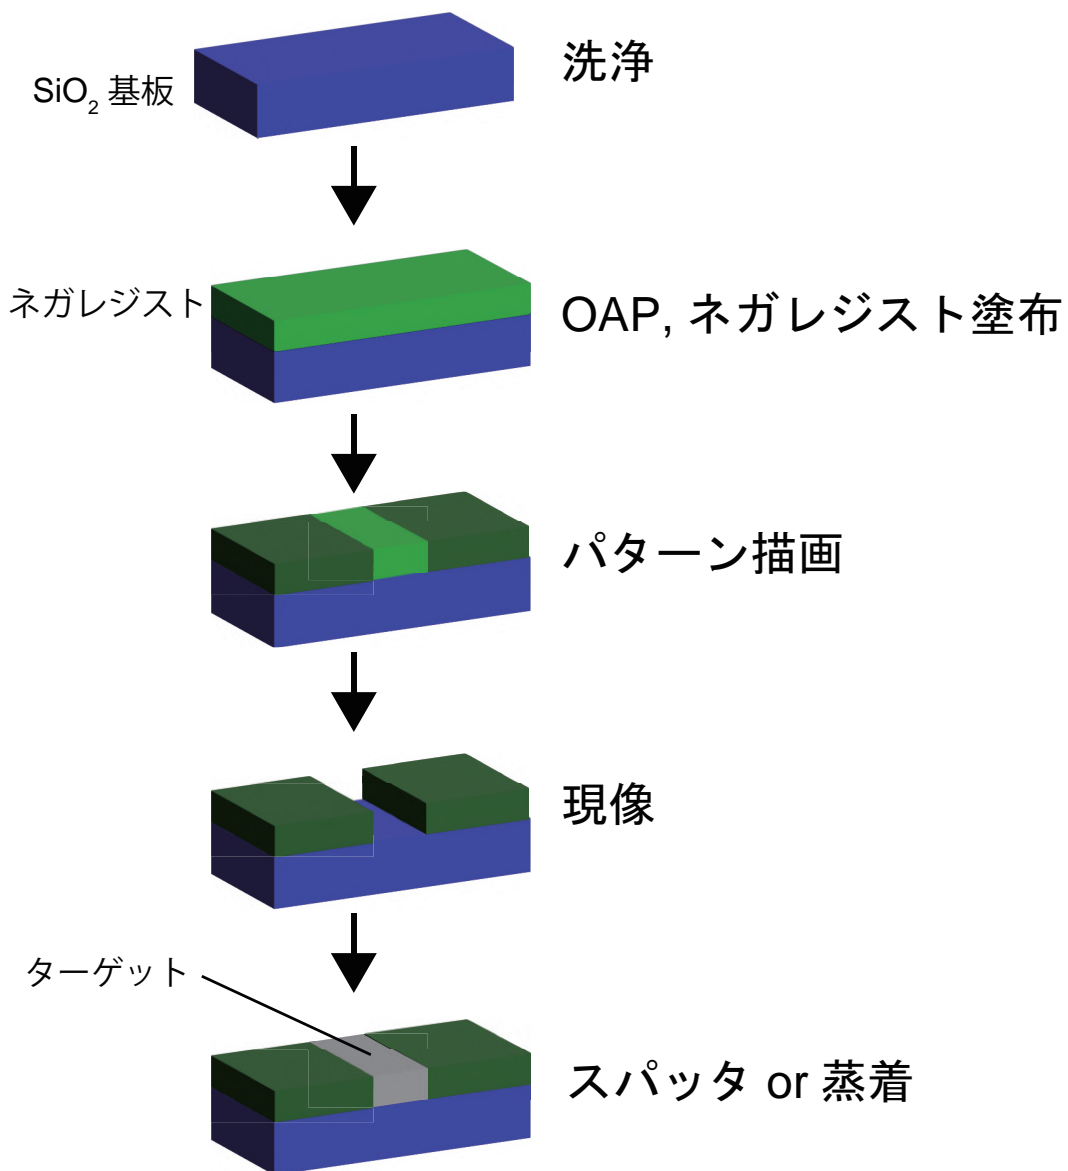 洗浄
SiO₂ 基板
ネガレジスト
OAP, ネガレジスト塗布
パターン描画
現像
ターゲット
スパッタ or 蒸着